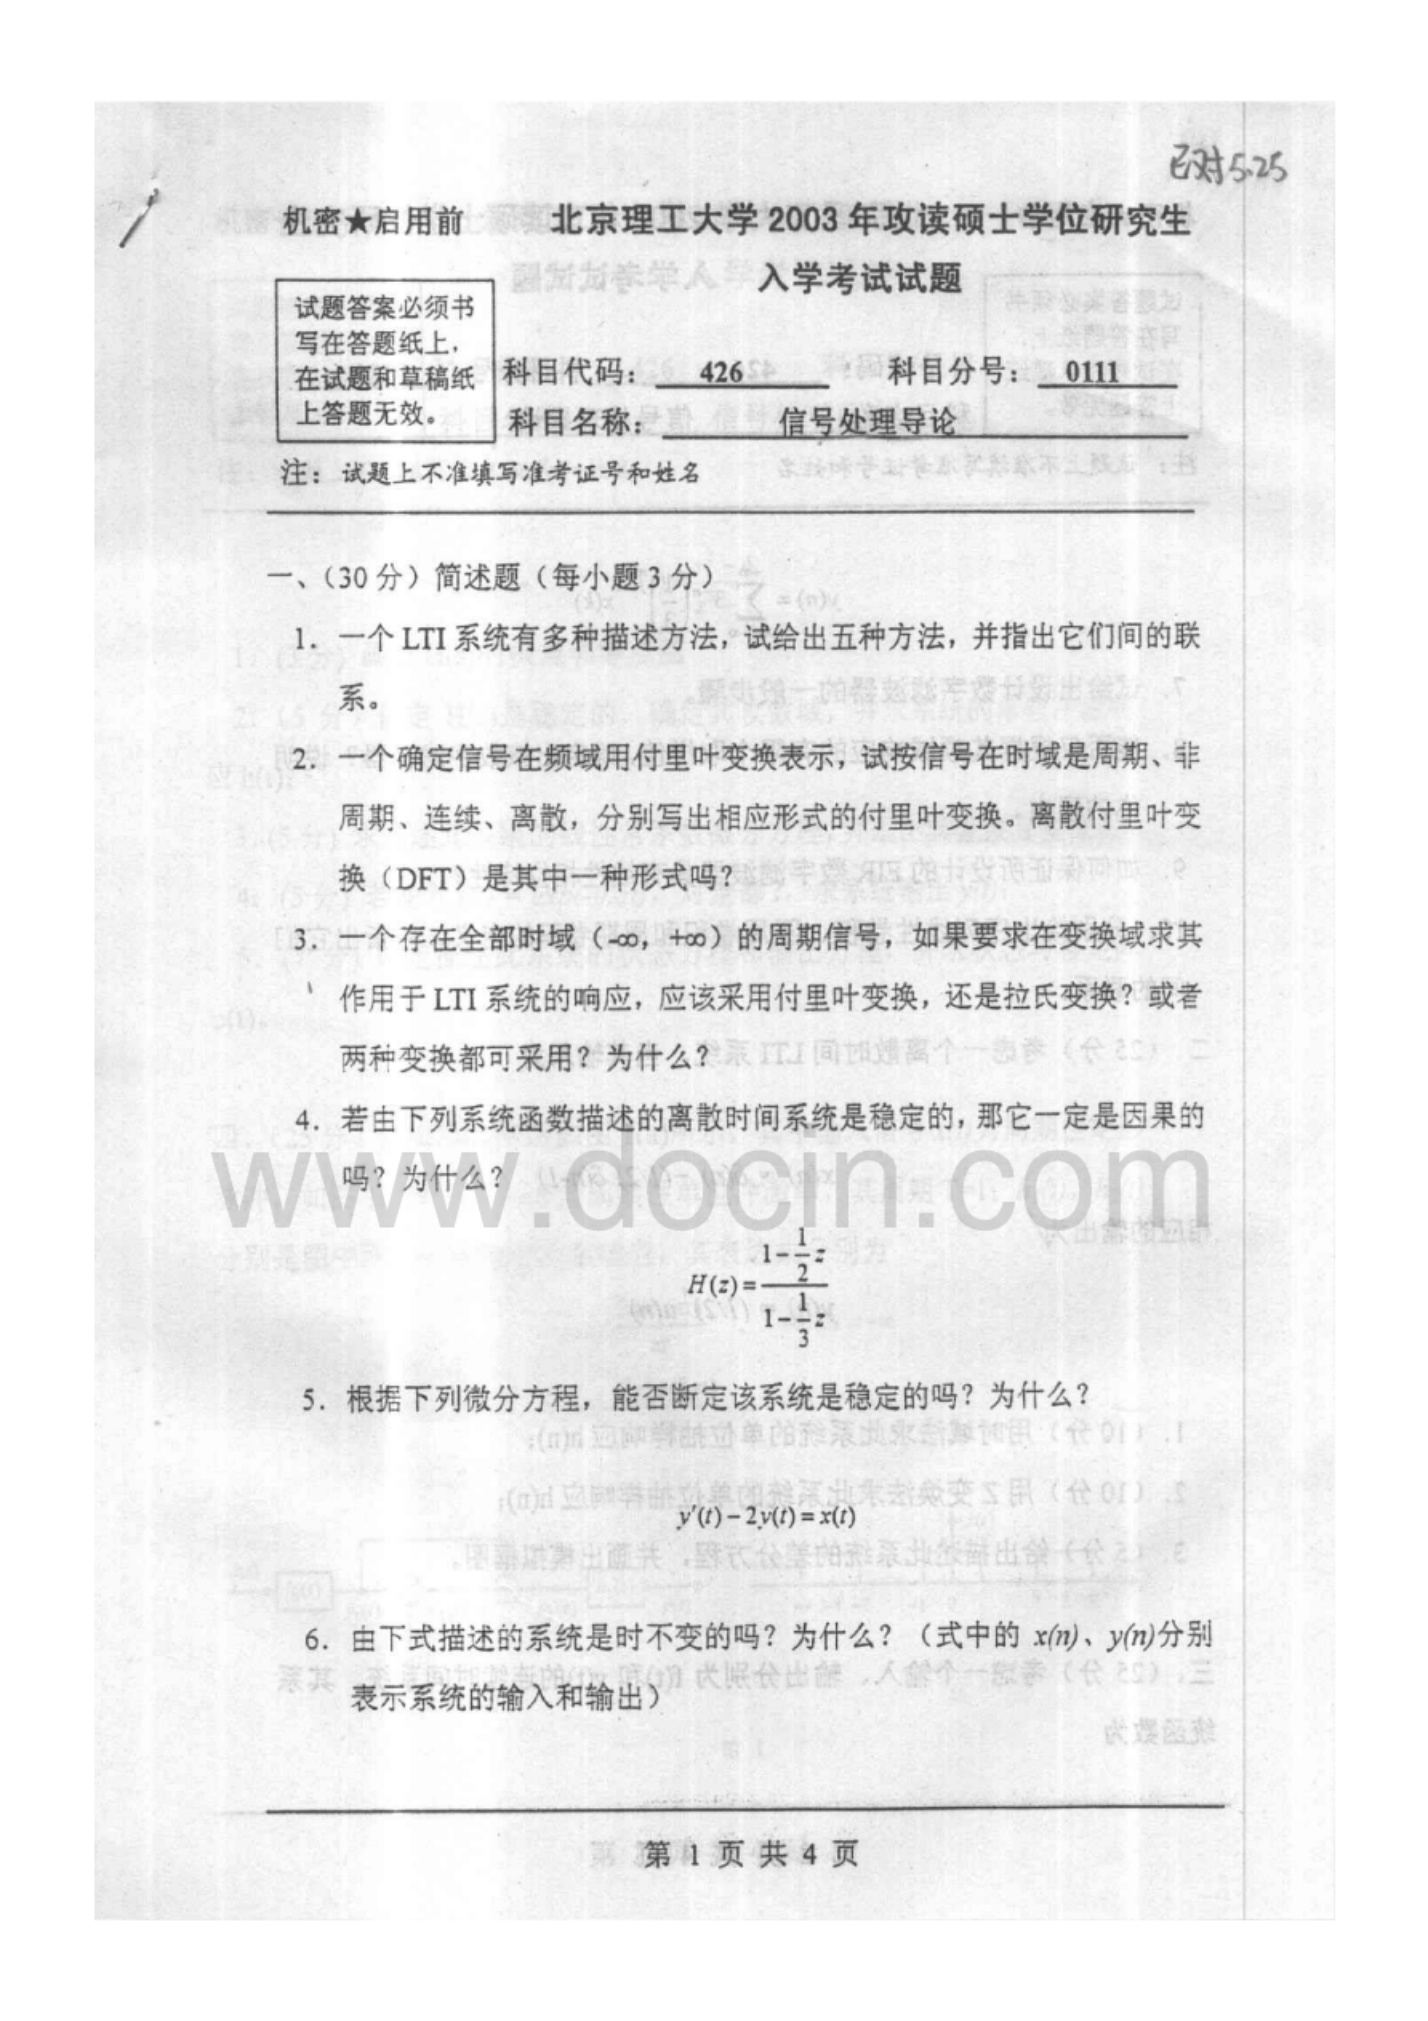 已对5.25
机密★启用前 北京理工大学 2003 年攻读硕士学位研究生
入学考试试题
试题答案必须书
写在答题纸上，
在试题和草稿纸
上答题无效。
科目代码： 426 科目分号： 0111
科目名称： 信号处理导论
注：试题上不准填写准考证号和姓名
一、（30 分）简述题（每小题 3 分）
1．一个 LTI 系统有多种描述方法，试给出五种方法，并指出它们间的联
系。
2．一个确定信号在频域用付里叶变换表示，试按信号在时域是周期、非
周期、连续、离散，分别写出相应形式的付里叶变换。离散付里叶变
换（DFT）是其中一种形式吗？
3．一个存在全部时域（-∞，+∞）的周期信号，如果要求在变换域求其
作用于 LTI 系统的响应，应该采用付里叶变换，还是拉氏变换？或者
两种变换都可采用？为什么？
4．若由下列系统函数描述的离散时间系统是稳定的，那它一定是因果的
吗？为什么？
H(z) = (1 - 1/2 z) / (1 - 1/3 z)
5．根据下列微分方程，能否断定该系统是稳定的吗？为什么？
y′(t) − 2y(t) = x(t)
6．由下式描述的系统是时不变的吗？为什么？（式中的 x(n)、y(n)分别
表示系统的输入和输出）
第 1 页 共 4 页
www.docin.com